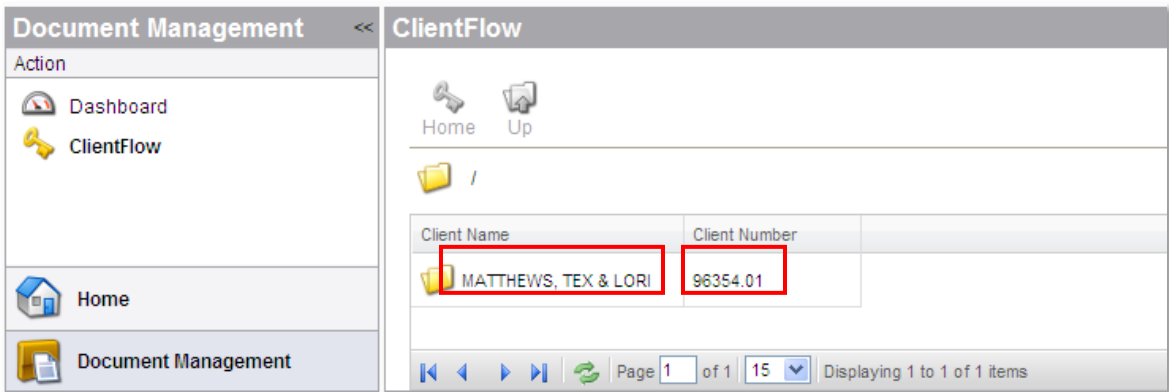 Document Management <<
Action
Dashboard
ClientFlow
Home
Document Management
ClientFlow
Home Up
/
Client Name Client Number
MATTHEWS, TEX & LORI 96354.01
Page 1 of 1 15 Displaying 1 to 1 of 1 items